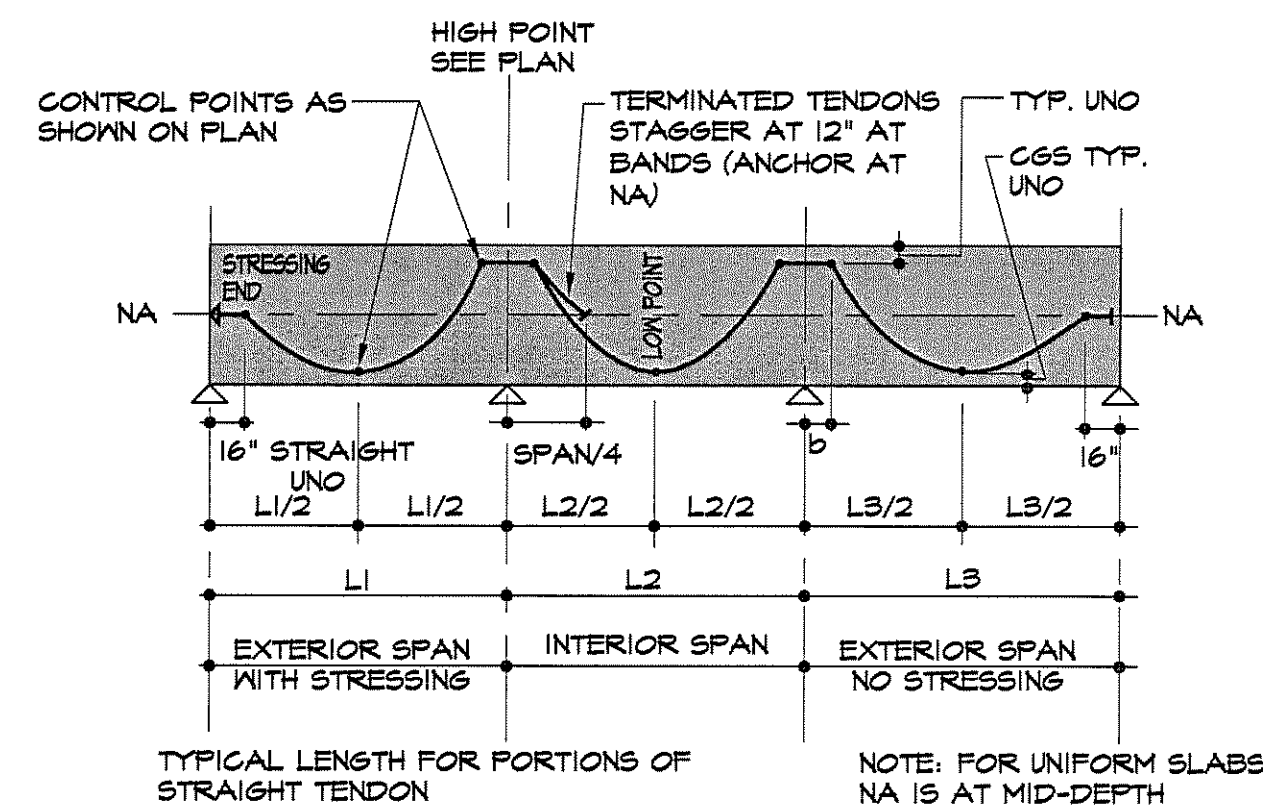 HIGH POINT
SEE PLAN
CONTROL POINTS AS
SHOWN ON PLAN
TERMINATED TENDONS
STAGGER AT 12" AT
BANDS (ANCHOR AT
NA)
TYP. UNO
CGS TYP.
UNO
STRESSING
END
LOW POINT
NA
NA
16" STRAIGHT
UNO
SPAN/4
b
16"
L1/2
L1/2
L2/2
L2/2
L3/2
L3/2
L1
L2
L3
EXTERIOR SPAN
WITH STRESSING
INTERIOR SPAN
EXTERIOR SPAN
NO STRESSING
TYPICAL LENGTH FOR PORTIONS OF
STRAIGHT TENDON
NOTE: FOR UNIFORM SLABS
NA IS AT MID-DEPTH